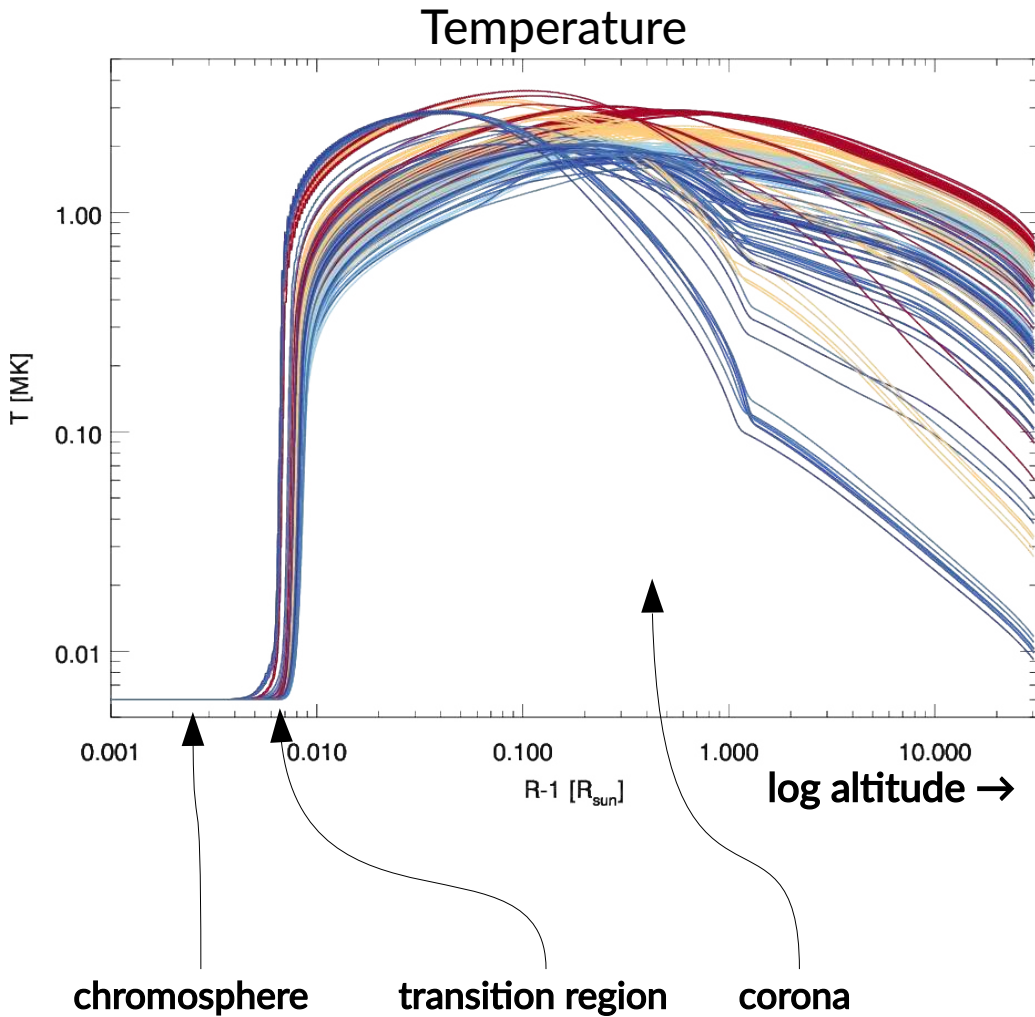 Temperature
1.00
0.10
0.01
T [MK]
0.001
0.010
0.100
1.000
10.000
R-1 [Rsun]
log altitude →
chromosphere
transition region
corona